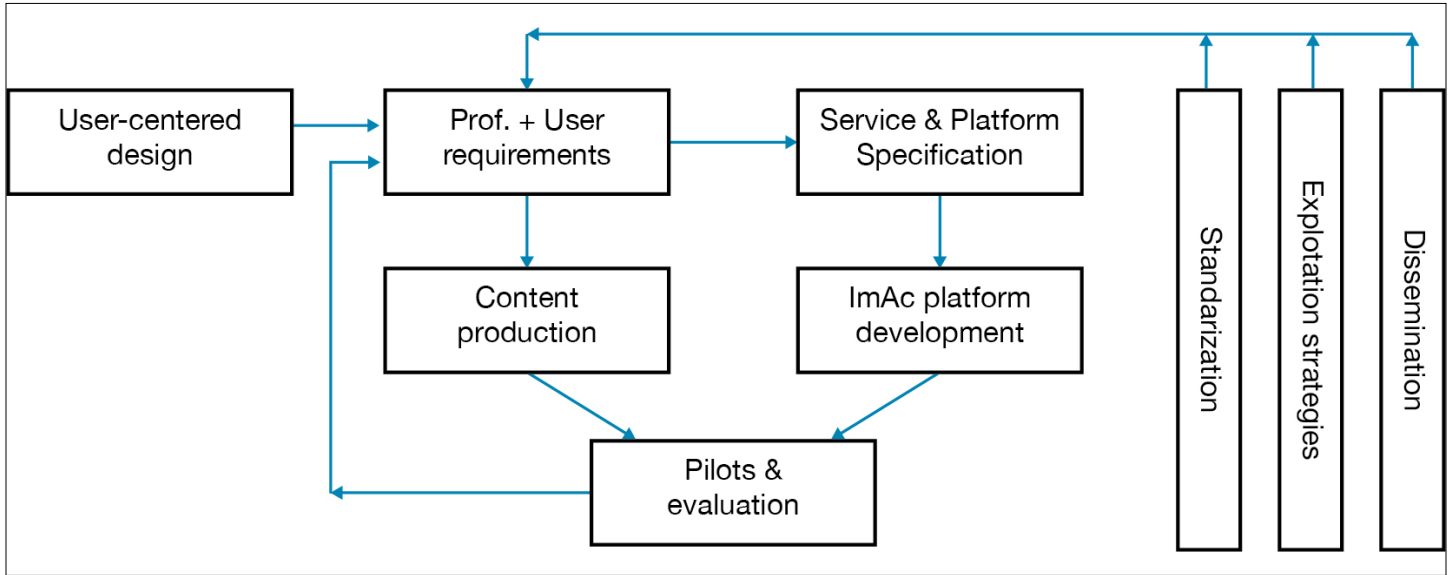 User-centered
design
Prof. + User
requirements
Service & Platform
Specification
Content
production
ImAc platform
development
Pilots &
evaluation
Standarization
Explotation strategies
Dissemination